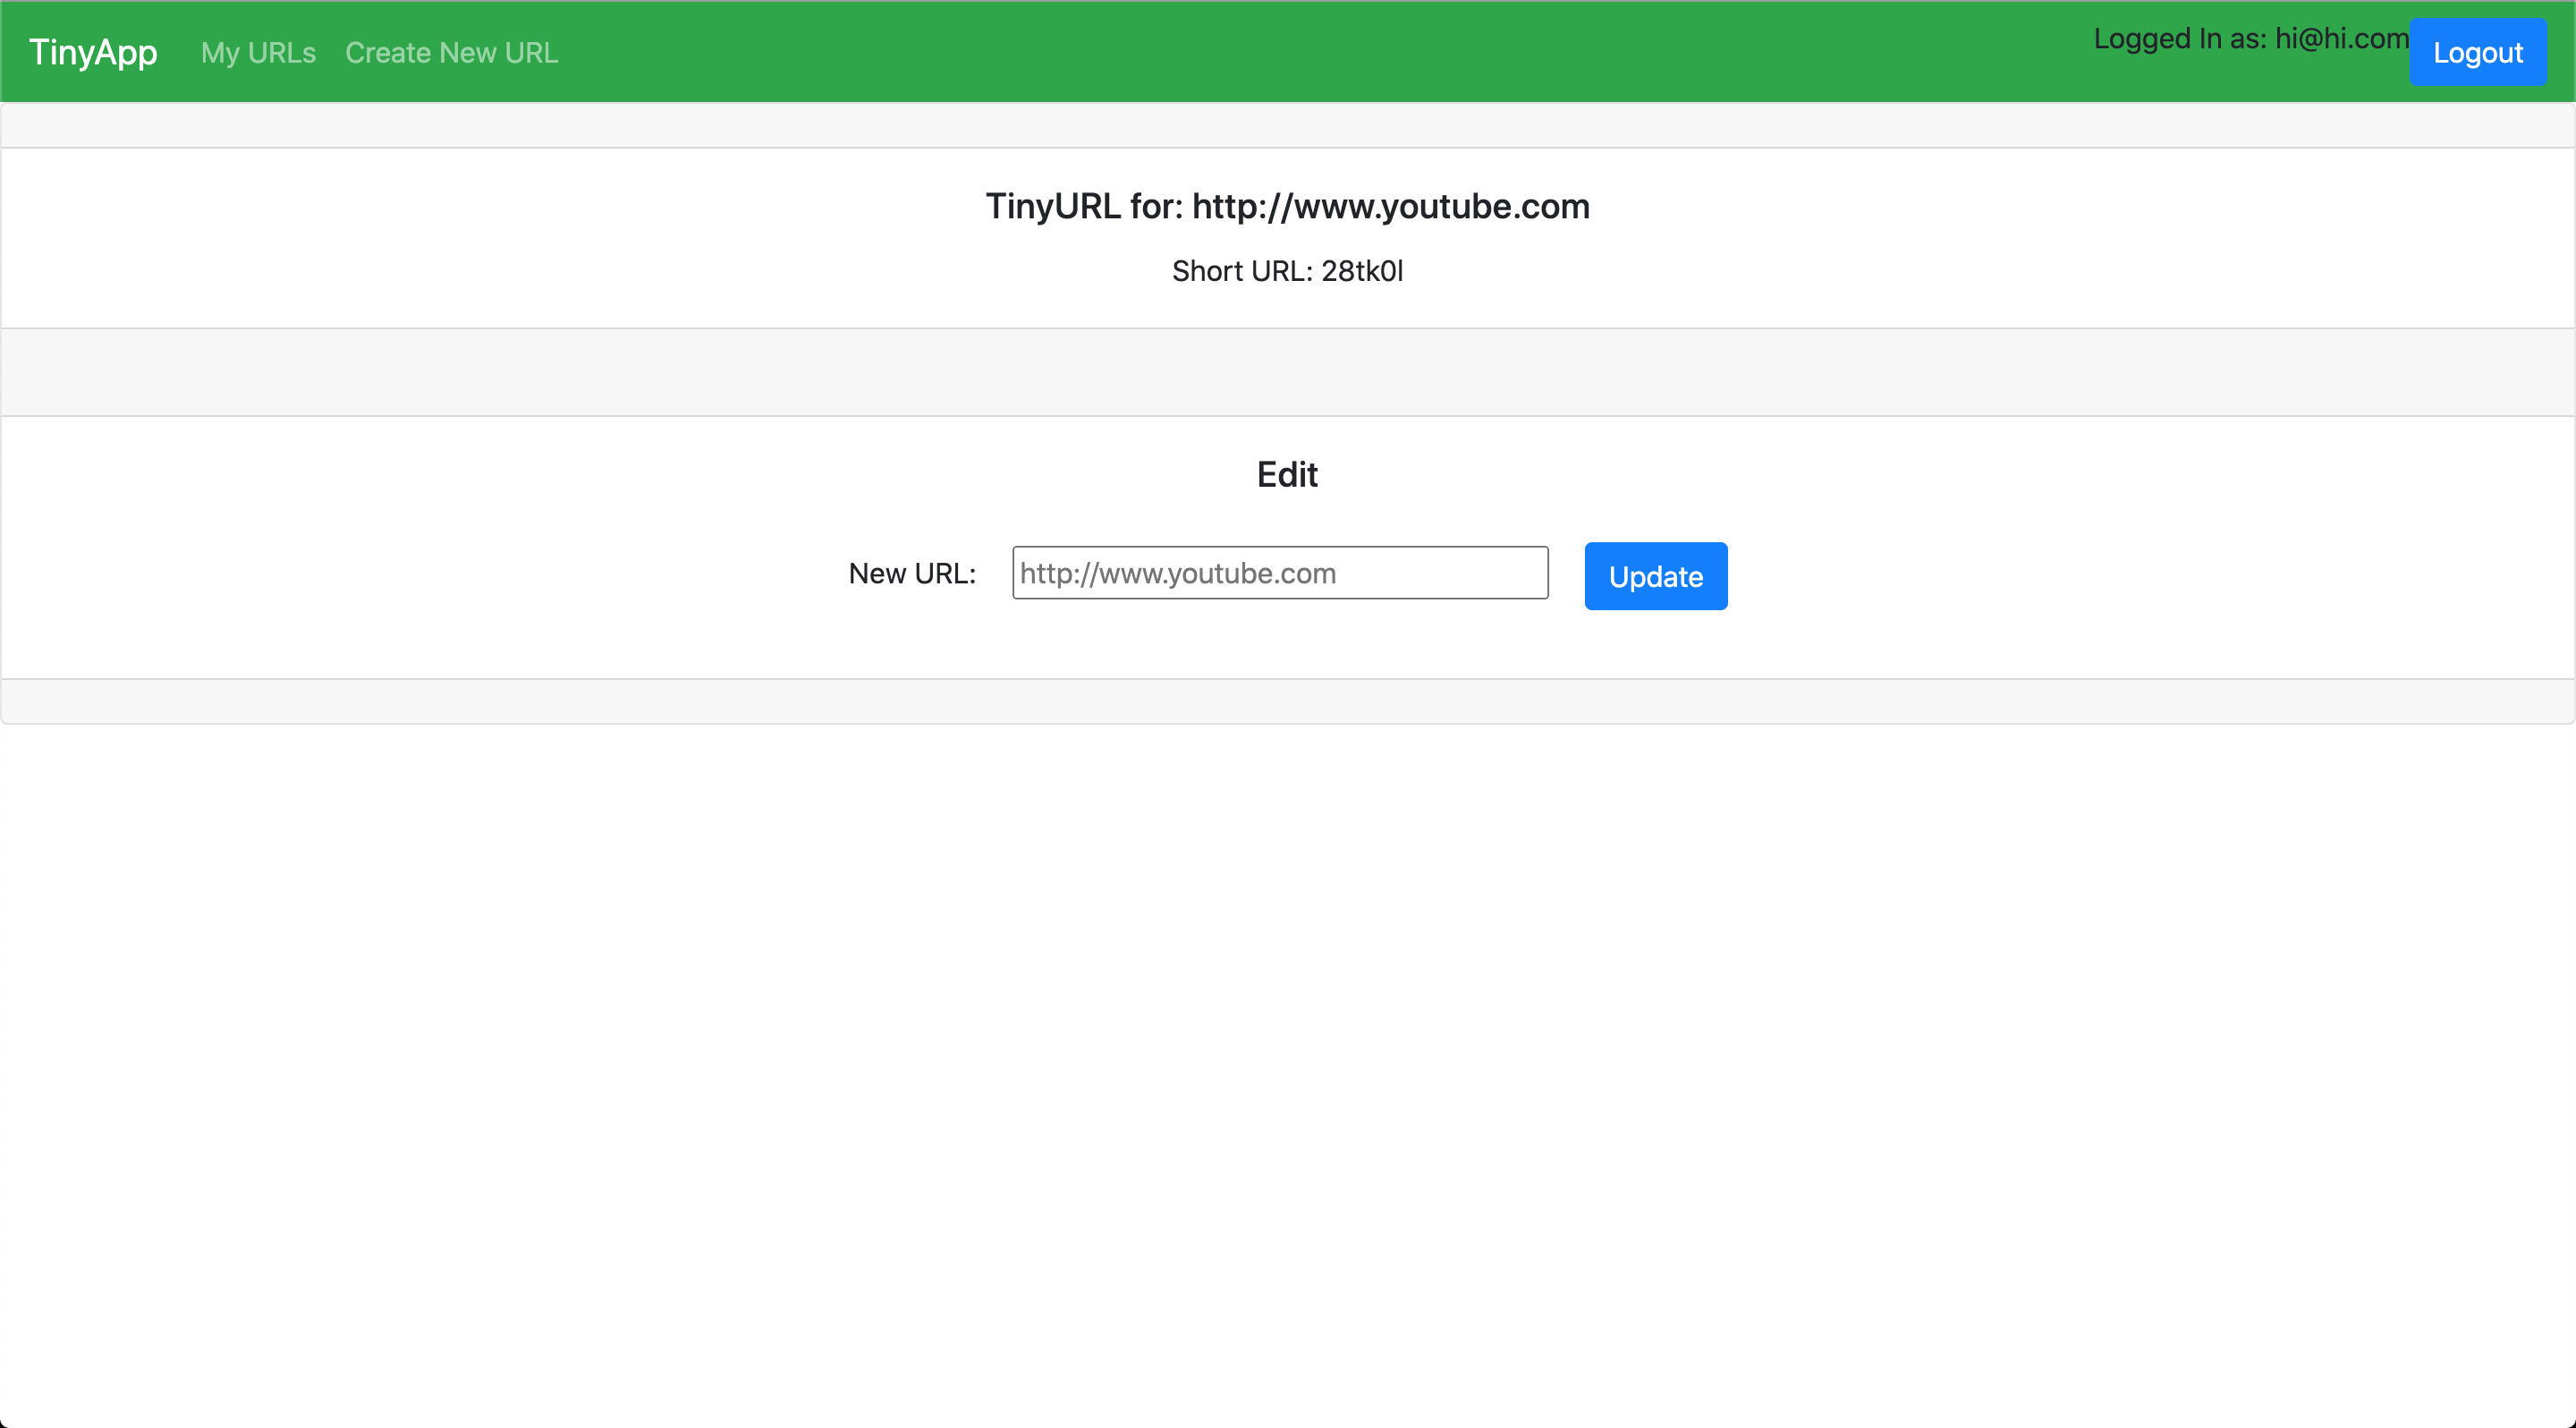 TinyApp My URLs Create New URL Logged In as: hi@hi.com Logout
TinyURL for: http://www.youtube.com
Short URL: 28tk0l
Edit
New URL: http://www.youtube.com Update